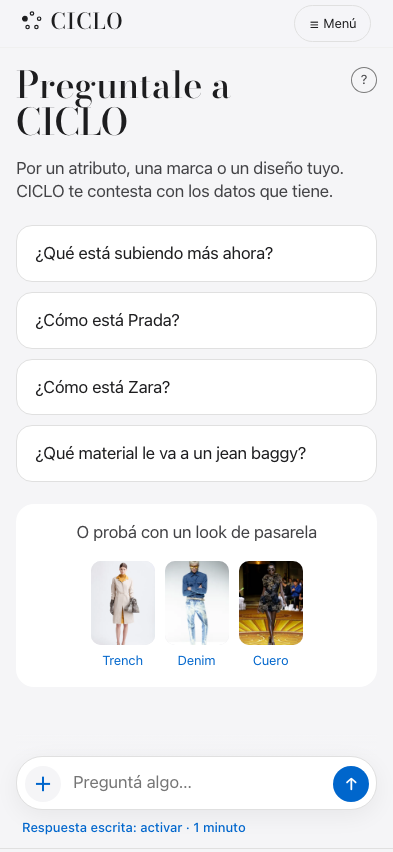 CICLO
≡ Menú
Preguntale a
CICLO
?
Por un atributo, una marca o un diseño tuyo.
CICLO te contesta con los datos que tiene.
¿Qué está subiendo más ahora?
¿Cómo está Prada?
¿Cómo está Zara?
¿Qué material le va a un jean baggy?
O probá con un look de pasarela
Trench Denim Cuero
Preguntá algo...
Respuesta escrita: activar · 1 minuto